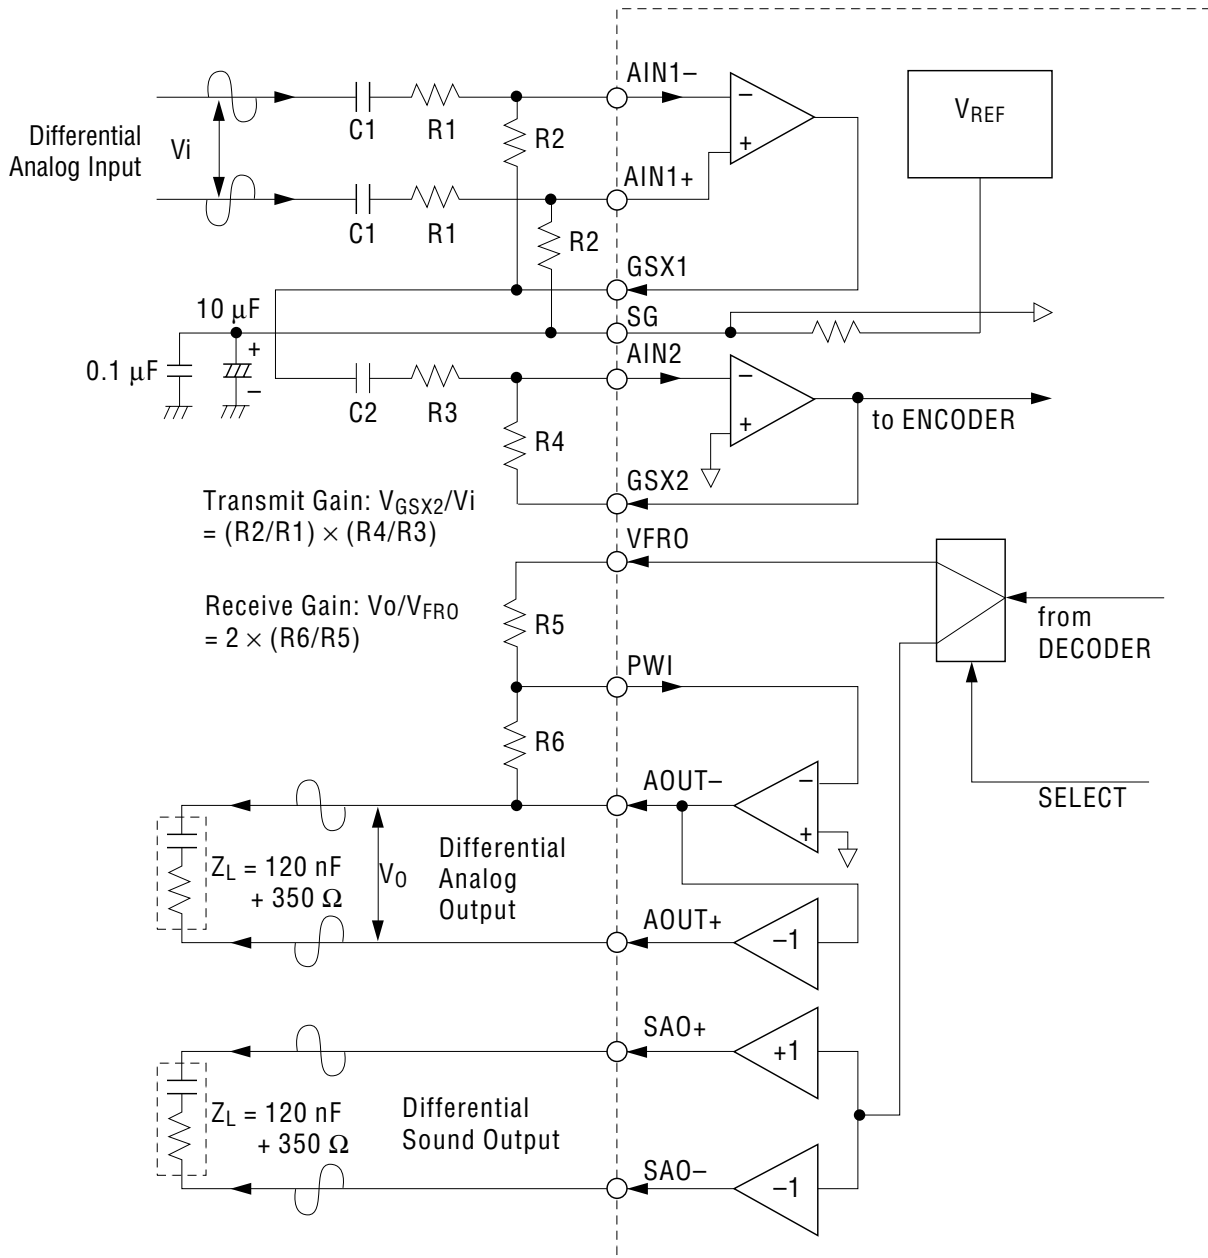 AIN1–
–
VREF
Differential
Analog Input
Vi
C1
R1
R2
+
AIN1+
C1
R1
R2
GSX1
10 μF
SG
+
0.1 μF
–
AIN2
–
C2
R3
to ENCODER
+
R4
GSX2
Transmit Gain: VGSX2/Vi
= (R2/R1) × (R4/R3)
VFRO
Receive Gain: Vo/VFRO
= 2 × (R6/R5)
R5
from
DECODER
PWI
R6
AOUT–
–
SELECT
+
ZL = 120 nF
+ 350 Ω
VO
Differential
Analog
Output
AOUT+
–1
SAO+
+1
ZL = 120 nF
+ 350 Ω
Differential
Sound Output
SAO–
–1